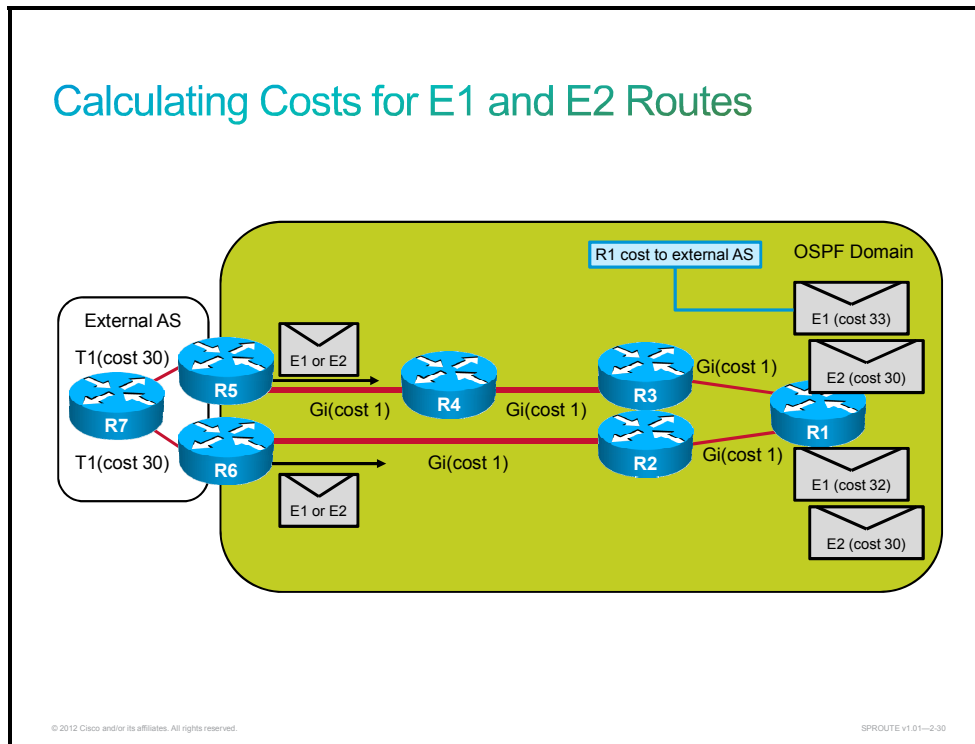 Calculating Costs for E1 and E2 Routes
R1 cost to external AS
OSPF Domain
E1 (cost 33)
External AS
T1(cost 30)
E1 or E2
R5
Gi(cost 1)
R4
Gi(cost 1)
R3
Gi(cost 1)
E2 (cost 30)
R7
R1
T1(cost 30)
R6
Gi(cost 1)
R2
Gi(cost 1)
E1 or E2
E1 (cost 32)
E2 (cost 30)
© 2012 Cisco and/or its affiliates. All rights reserved.
SPROUTE v1.01—2-30